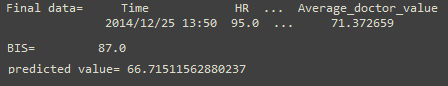 Final data= Time HR ... Average_doctor_value
2014/12/25 13:50 95.0 ... 71.372659
BIS= 87.0
predicted value= 66.71511562880237